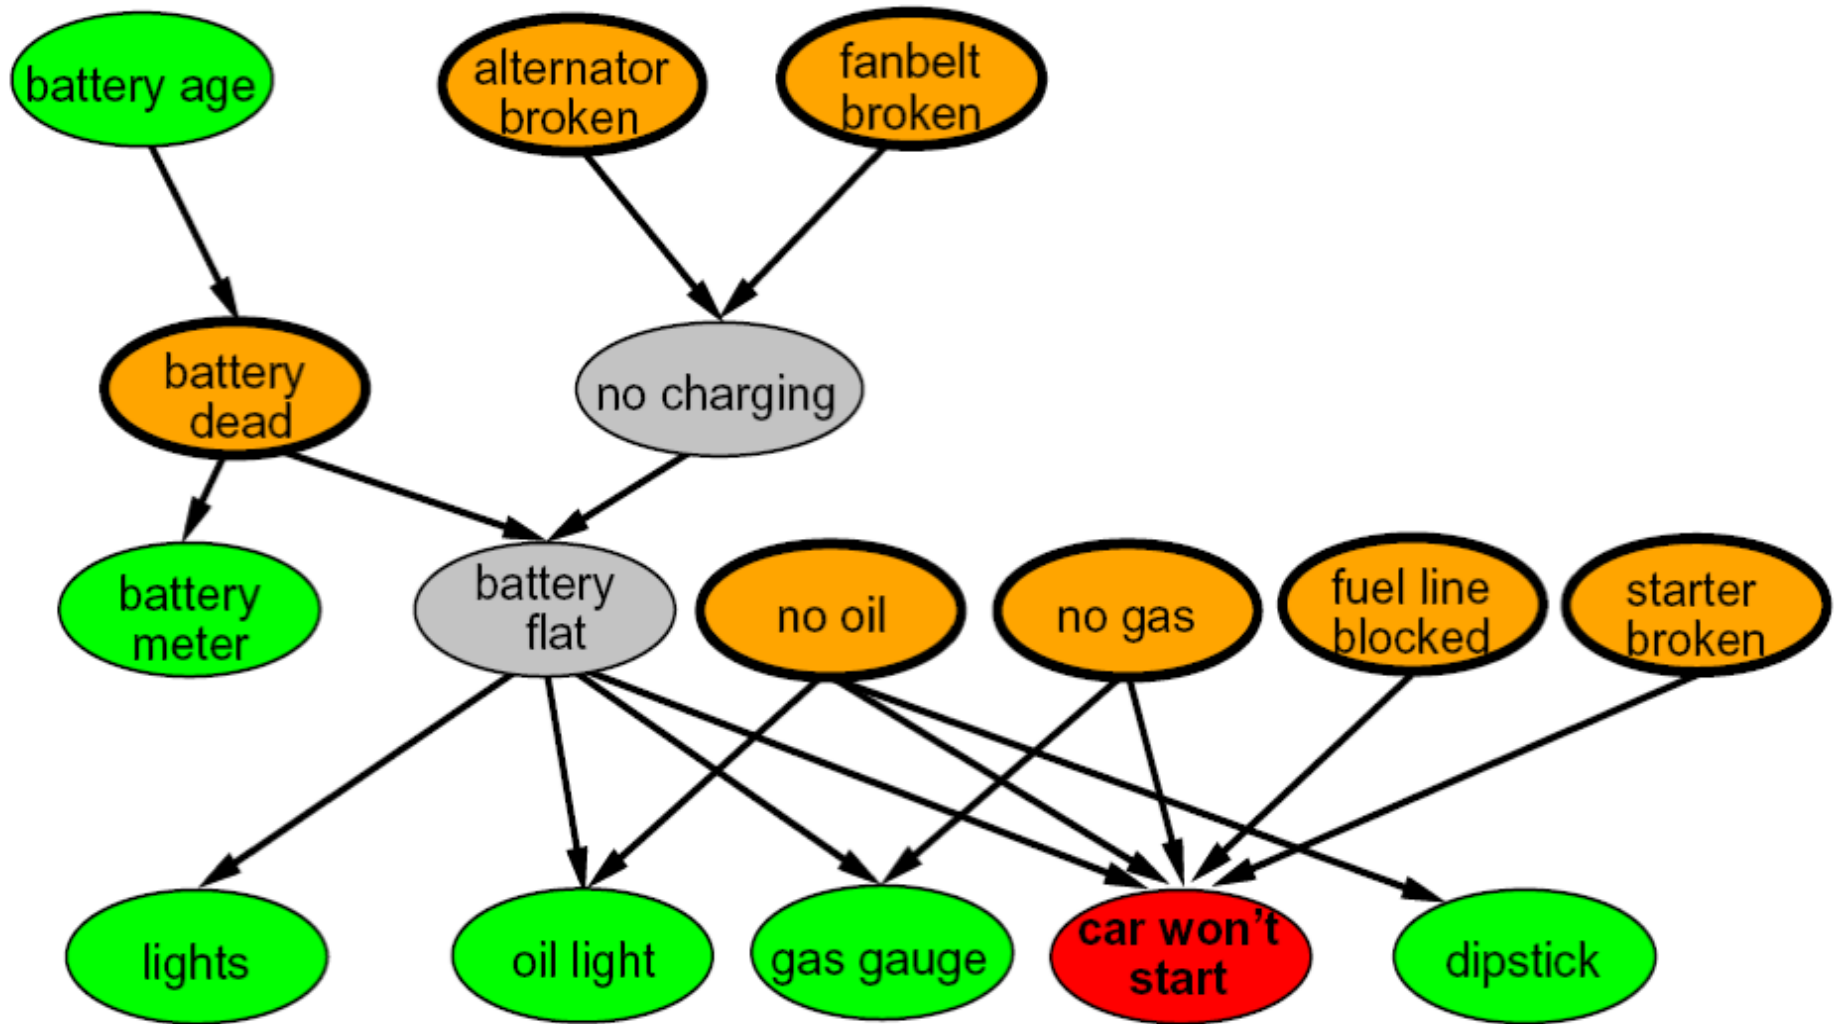 battery age
alternator
broken
fanbelt
broken
battery
dead
no charging
battery
meter
battery
flat
no oil
no gas
fuel line
blocked
starter
broken
lights
oil light
gas gauge
car won't
start
dipstick